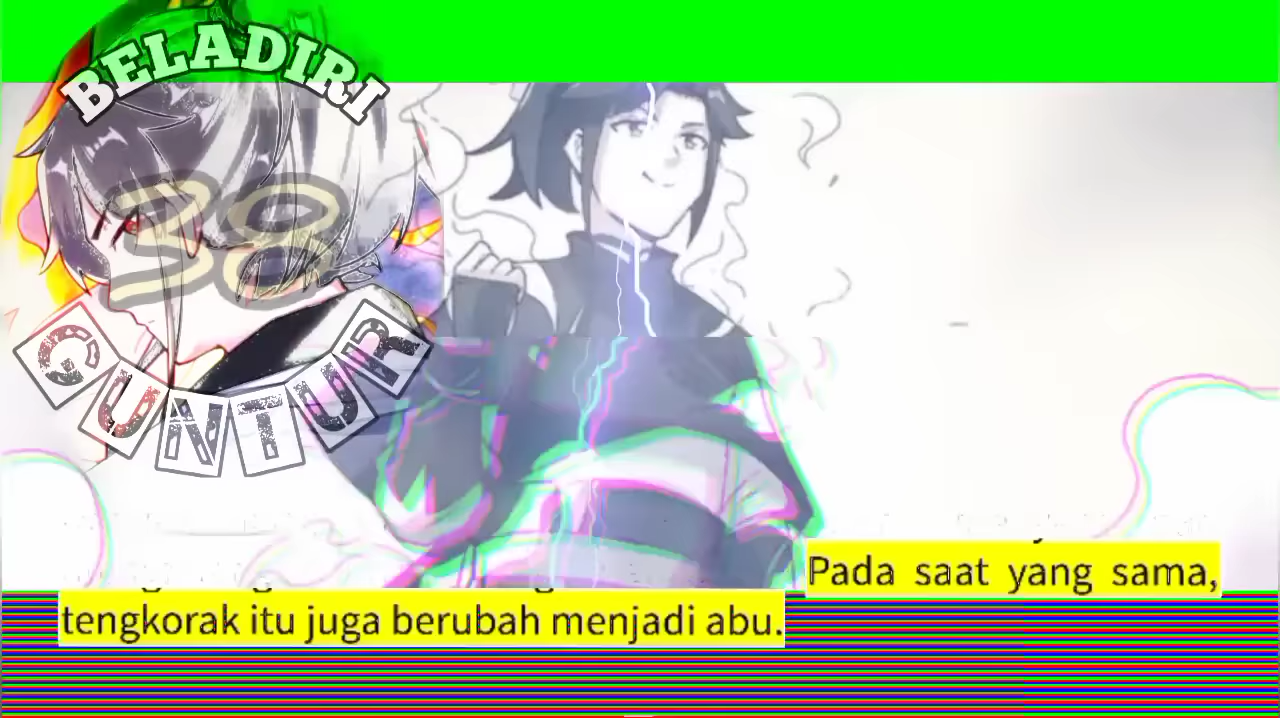 BELADIRI
38
GUNTUR
Pada saat yang sama,
tengkorak itu juga berubah menjadi abu.